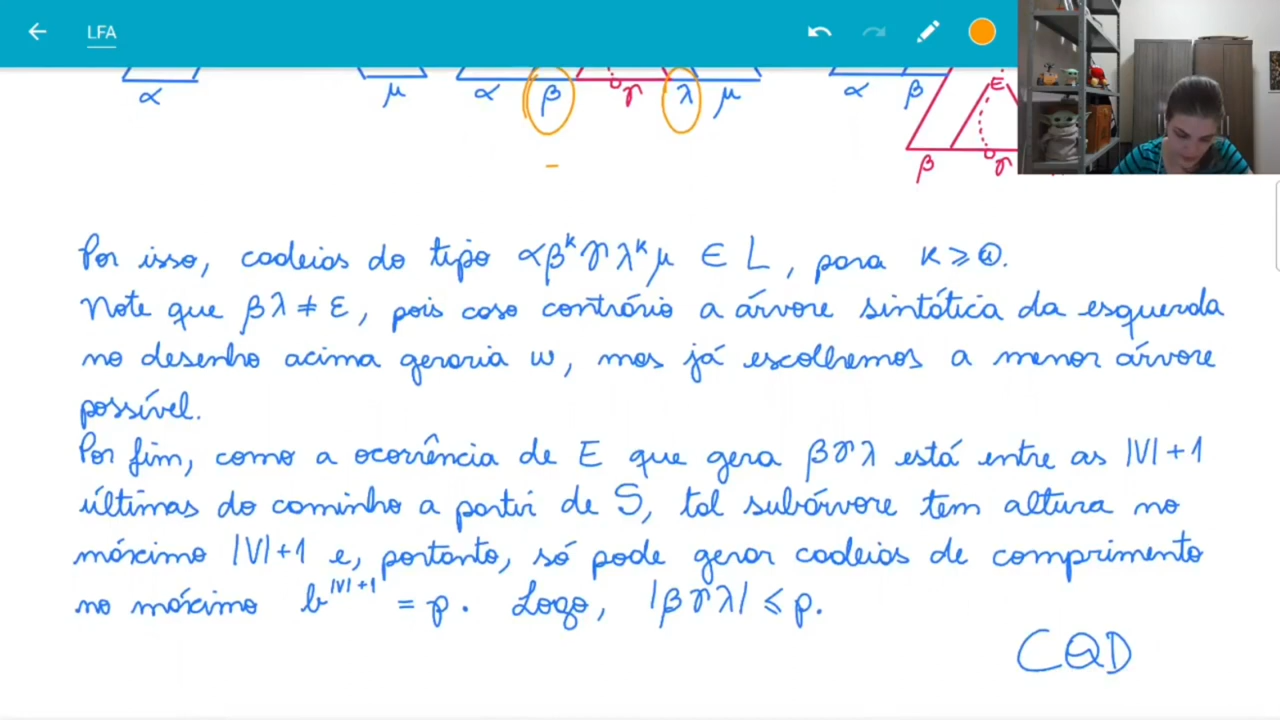 LFA
α μ α β γ λ μ α β E
β γ
Por isso, cadeias do tipo αβᵏγλᵏμ ∈ L, para k ≥ 0.
Note que βλ ≠ ε, pois caso contrário a árvore sintática da esquerda
no desenho acima geraria w, mas já escolhemos a menor árvore
possível.
Por fim, como a ocorrência de E que gera βγλ está entre as |V|+1
últimas do caminho a partir de S, tal subárvore tem altura no
máximo |V|+1 e, portanto, só pode gerar cadeias de comprimento
no máximo b^|V|+1 = p. Logo, |βγλ| ≤ p.
CQD